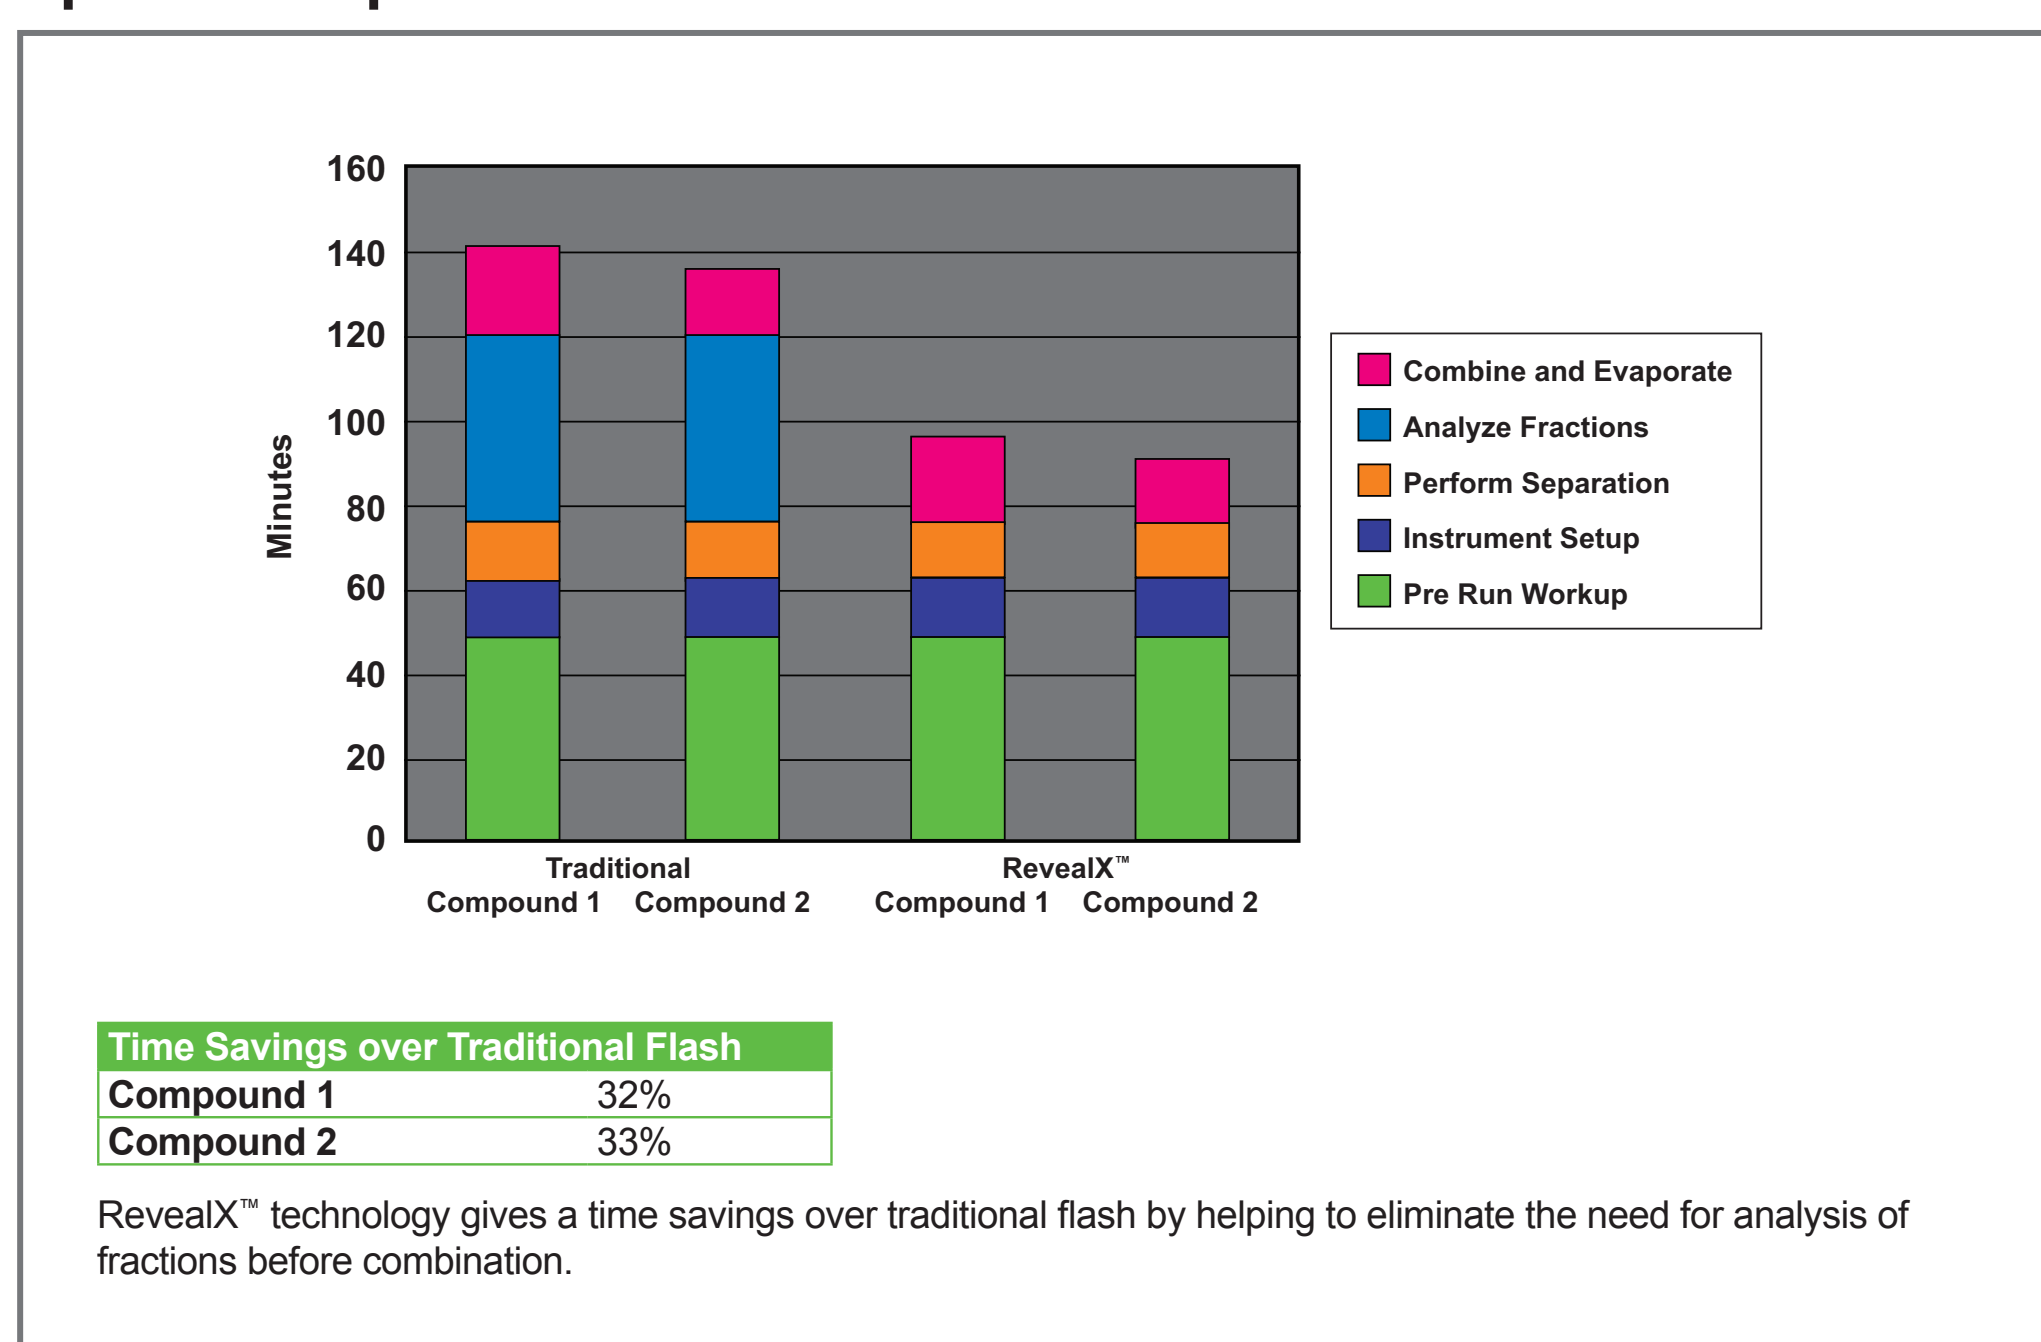 160
140
120
100
80
60
40
20
0
Minutes
Traditional
Compound 1 Compound 2
RevealX™
Compound 1 Compound 2
Combine and Evaporate
Analyze Fractions
Perform Separation
Instrument Setup
Pre Run Workup
Time Savings over Traditional Flash
Compound 1 32%
Compound 2 33%
RevealX™ technology gives a time savings over traditional flash by helping to eliminate the need for analysis of
fractions before combination.